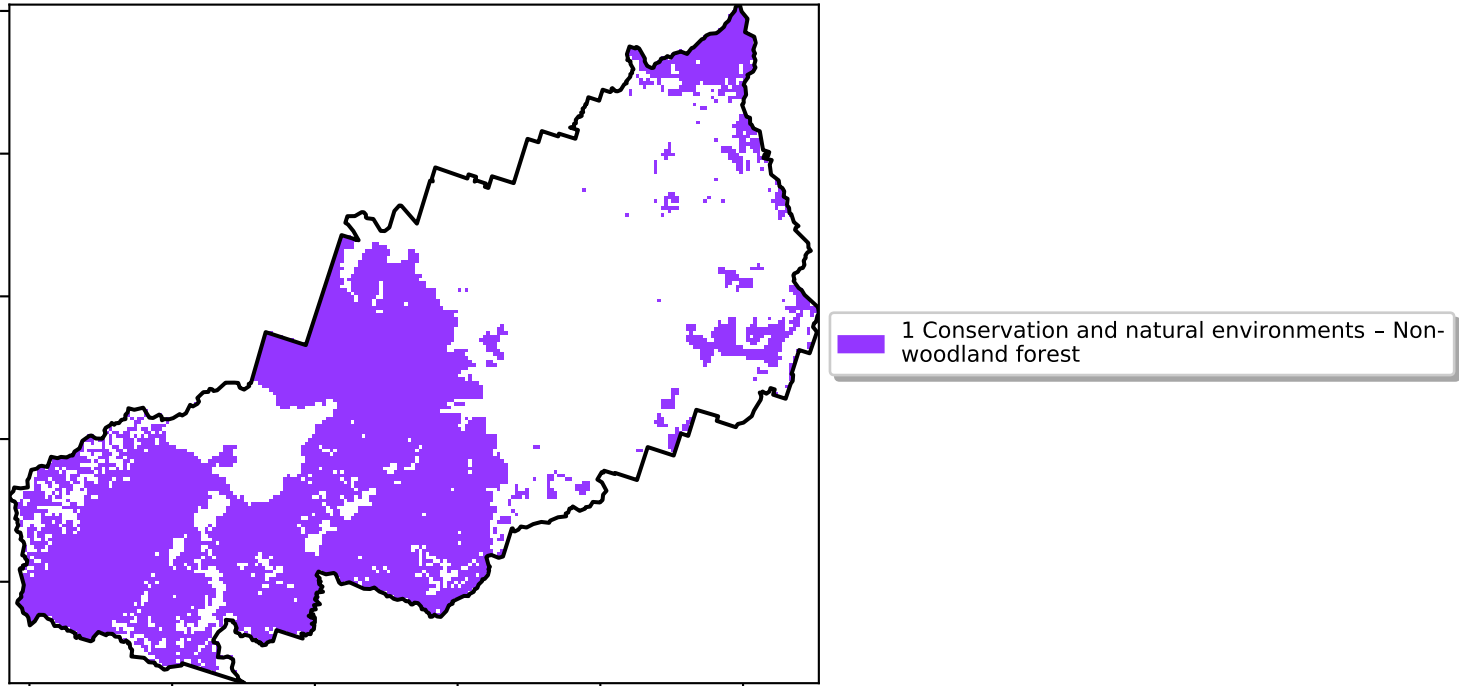 1 Conservation and natural environments – Non-
woodland forest